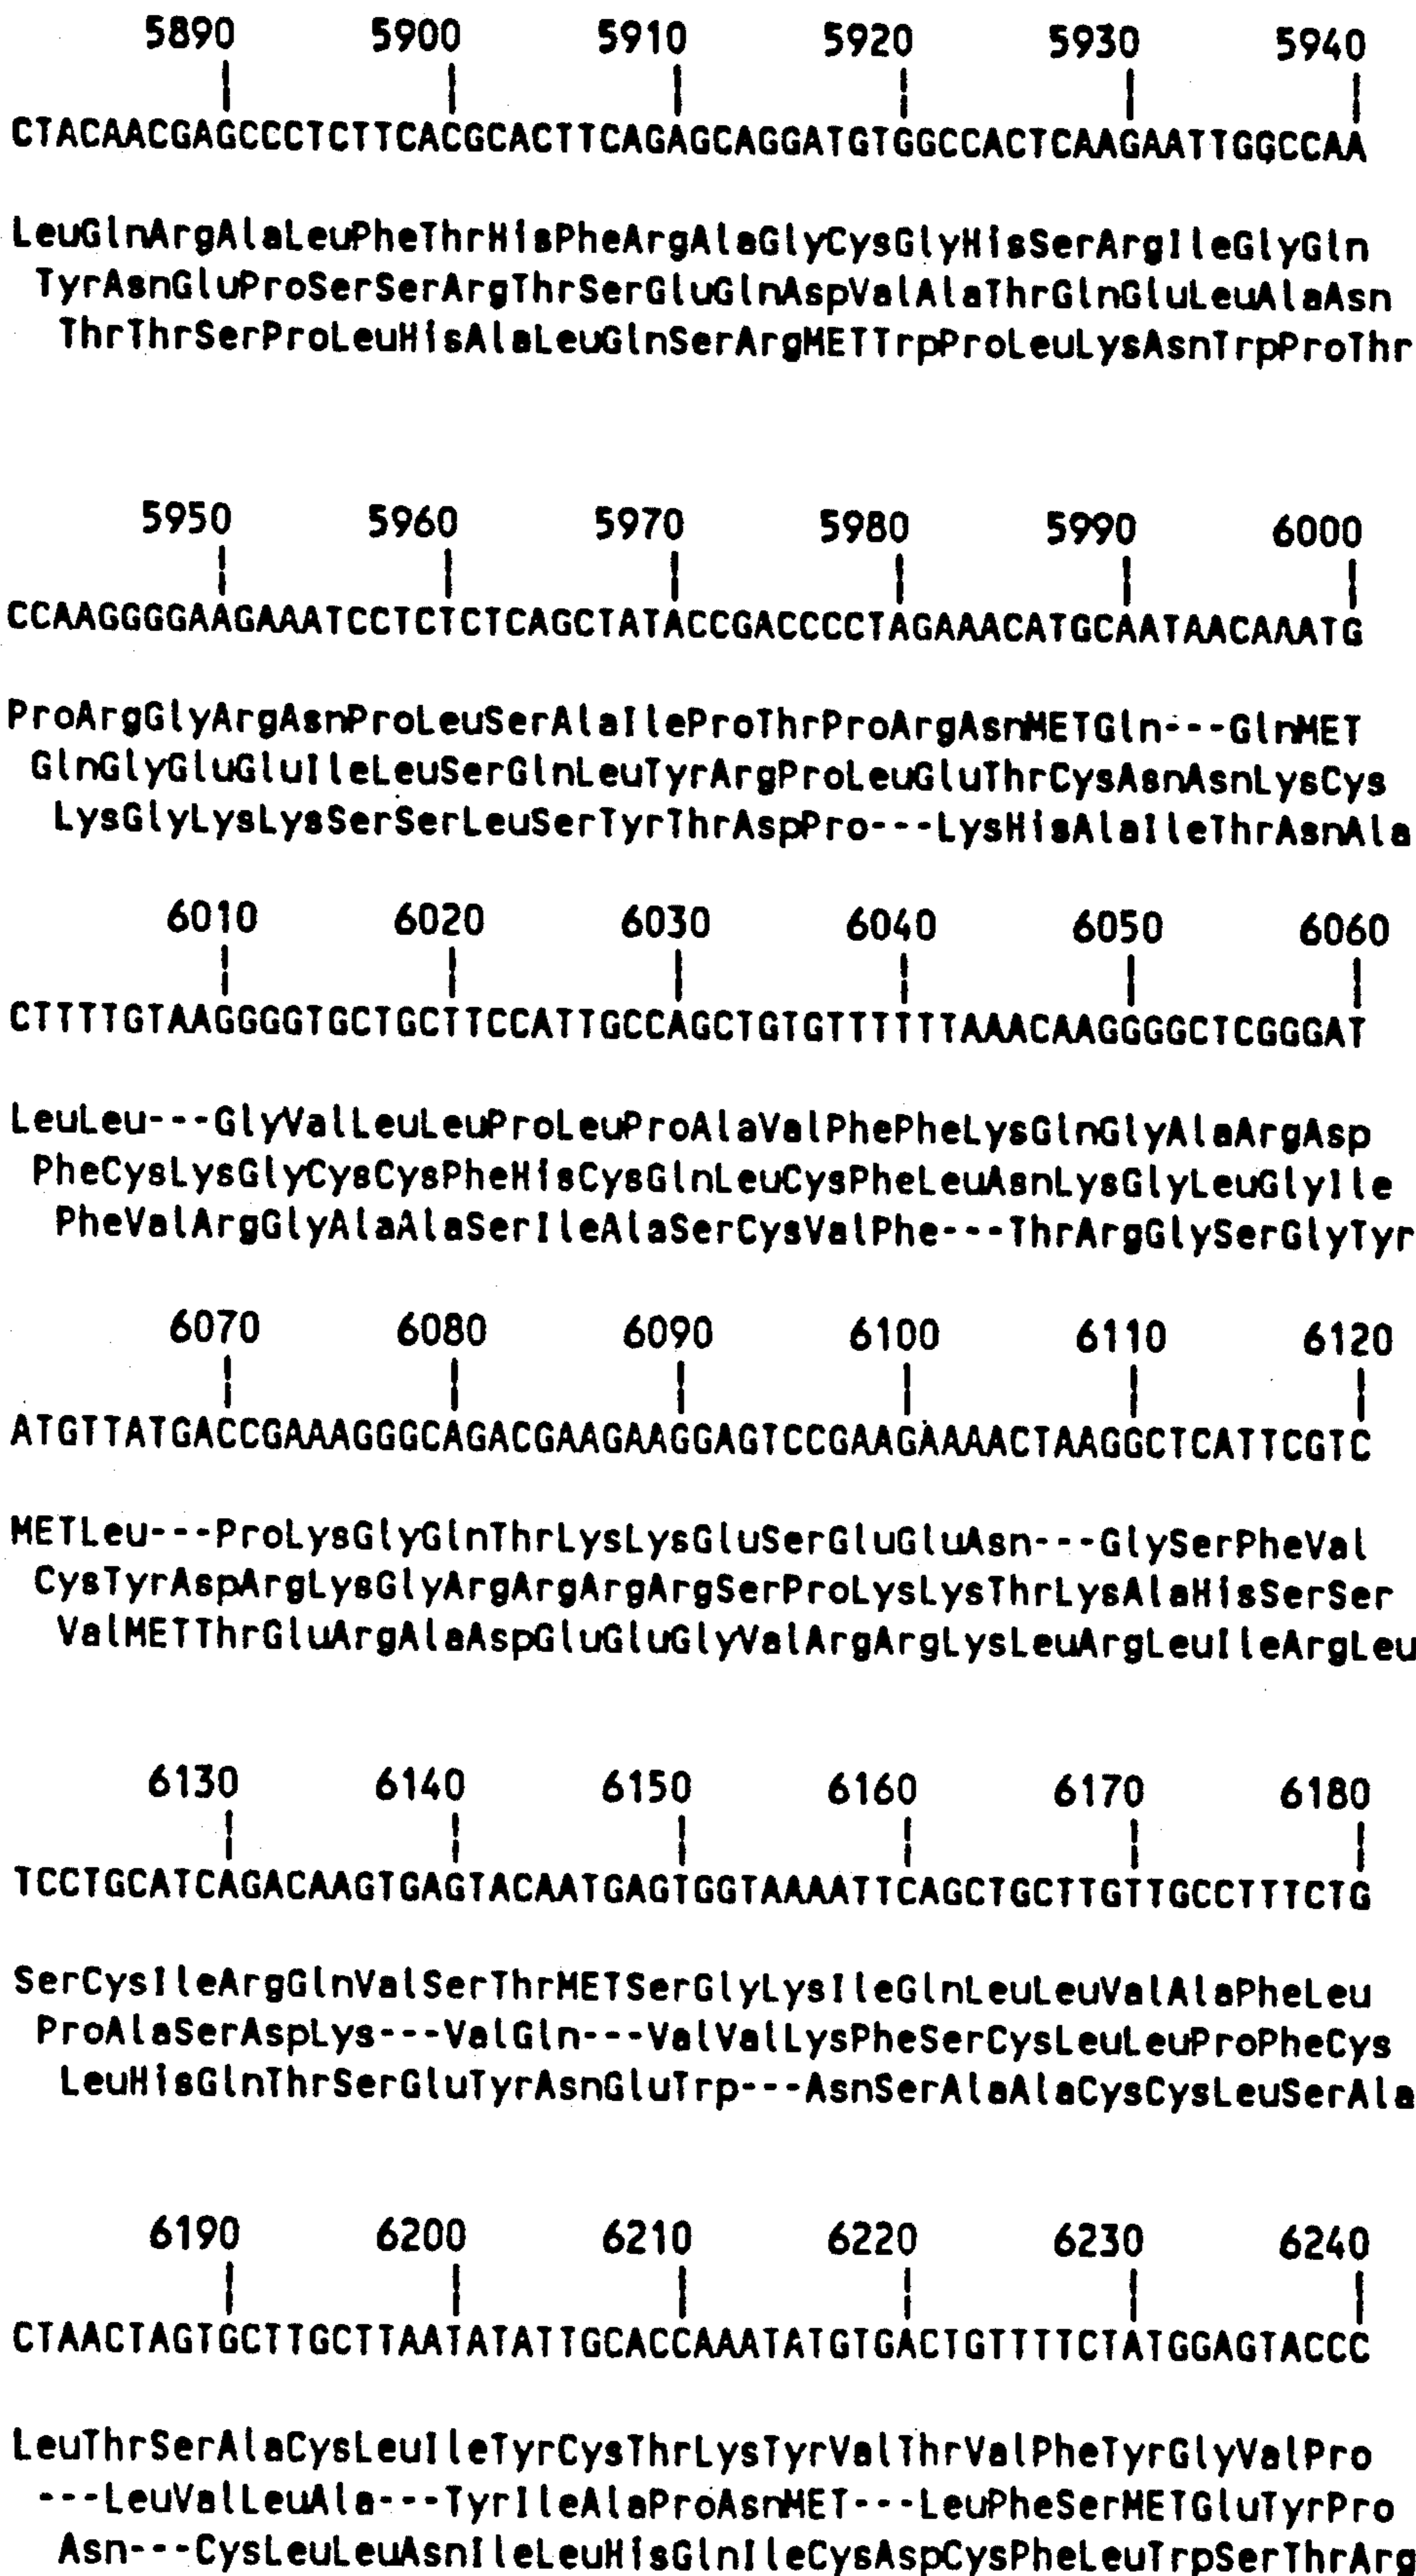 5890 5900 5910 5920 5930 5940
CTACAACGAGCCCTCTTCACGCACTTCAGAGCAGGATGTGGCCACTCAAGAATTGGCCAA
LeuGlnArgAlaLeuPheThrHisPheArgAlaGlyCysGlyHisSerArgIleGlyGln
TyrAsnGluProSerSerArgThrSerGluGlnAspValAlaThrGlnGluLeuAlaAsn
ThrThrSerProLeuHisAlaLeuGlnSerArgMETTrpProLeuLysAsnTrpProThr
5950 5960 5970 5980 5990 6000
CCAAGGGGAAGAAATCCTCTCTCAGCTATACCGACCCCTAGAAACATGCAATAACAAATG
ProArgGlyArgAsnProLeuSerAlaIleProThrProArgAsnMETGln---GlnMET
GlnGlyGluGluIleLeuSerGlnLeuTyrArgProLeuGluThrCysAsnAsnLysCys
LysGlyLysLysSerSerLeuSerTyrThrAspPro---LysHisAlaIleThrAsnAla
6010 6020 6030 6040 6050 6060
CTTTTGTAAGGGGTGCTGCTTCCATTGCCAGCTGTGTTTTTTAAACAAGGGGCTCGGGAT
LeuLeu---GlyValLeuLeuProLeuProAlaValPhePheLysGlnGlyAlaArgAsp
PheCysLysGlyCysCysPheHisCysGlnLeuCysPheLeuAsnLysGlyLeuGlyIle
PheValArgGlyAlaAlaSerIleAlaSerCysValPhe---ThrArgGlySerGlyTyr
6070 6080 6090 6100 6110 6120
ATGTTATGACCGAAAGGGCAGACGAAGAAGGAGTCCGAAGAAAACTAAGGCTCATTCGTC
METLeu---ProLysGlyGlnThrLysLysGluSerGluGluAsn---GlySerPheVal
CysTyrAspArgLysGlyArgArgArgArgSerProLysLysThrLysAlaHisSerSer
ValMETThrGluArgAlaAspGluGluGlyValArgArgLysLeuArgLeuIleArgLeu
6130 6140 6150 6160 6170 6180
TCCTGCATCAGACAAGTGAGTACAATGAGTGGTAAAATTCAGCTGCTTGTTGCCTTTCTG
SerCysIleArgGlnValSerThrMETSerGlyLysIleGlnLeuLeuValAlaPheLeu
ProAlaSerAspLys---ValGln---ValValLysPheSerCysLeuLeuProPheCys
LeuHisGlnThrSerGluTyrAsnGluTrp---AsnSerAlaAlaCysCysLeuSerAla
6190 6200 6210 6220 6230 6240
CTAACTAGTGCTTGCTTAATATATTGCACCAAATATGTGACTGTTTTCTATGGAGTACCC
LeuThrSerAlaCysLeuIleTyrCysThrLysTyrValThrValPheTyrGlyValPro
---LeuValLeuAla---TyrIleAlaProAsnMET---LeuPheSerMETGluTyrPro
Asn---CysLeuLeuAsnIleLeuHisGlnIleCysAspCysPheLeuTrpSerThrArg